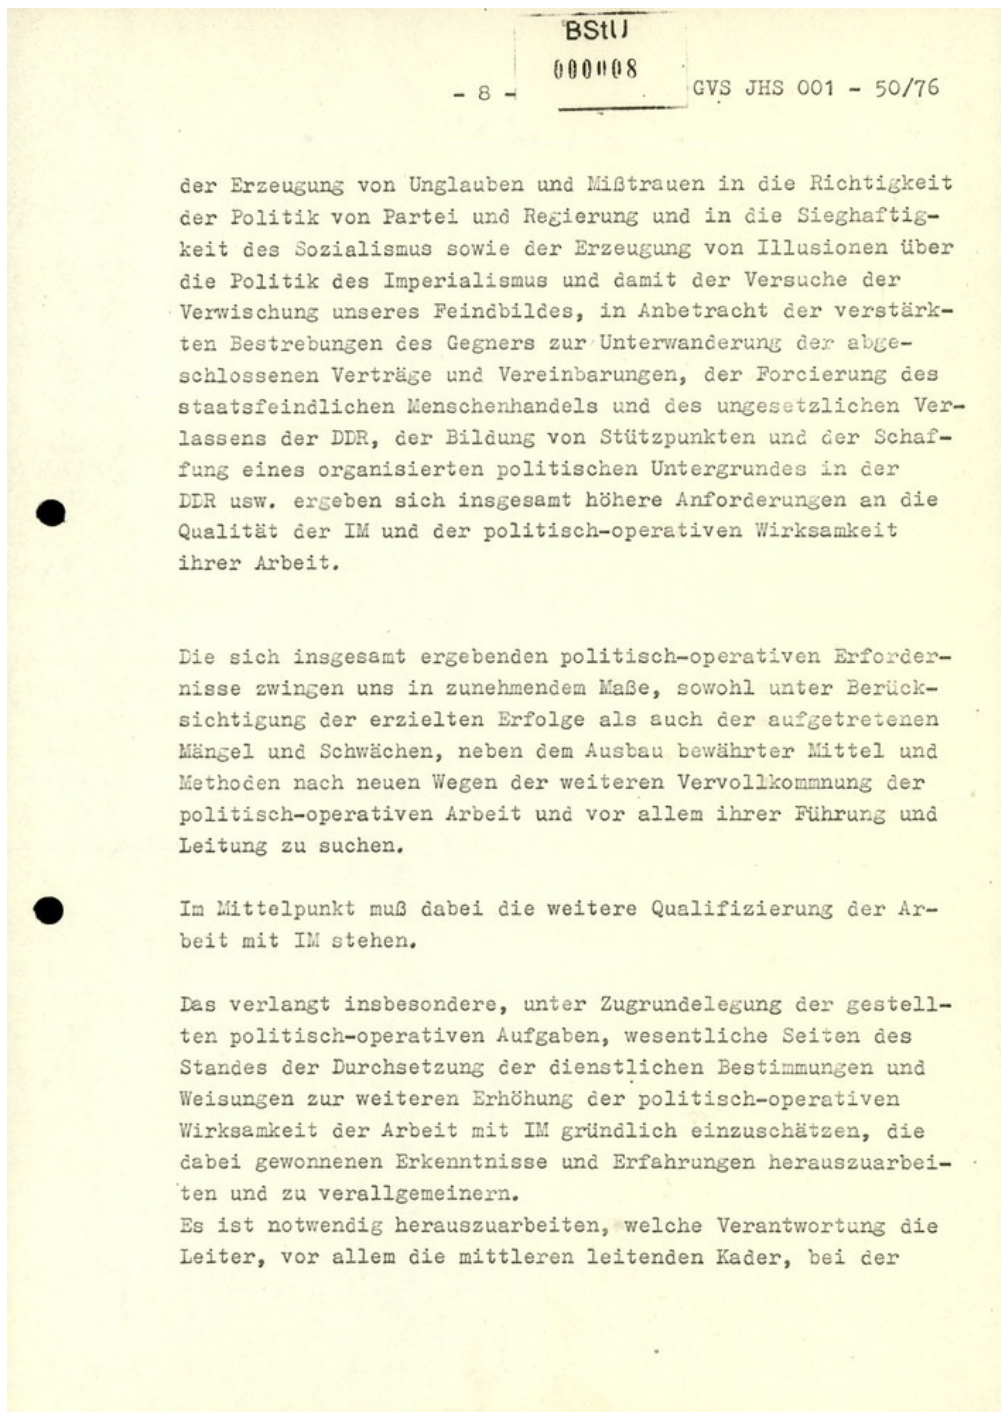 BStU
000008
- 8 -
GVS JHS 001 - 50/76
der Erzeugung von Unglauben und Mißtrauen in die Richtigkeit
der Politik von Partei und Regierung und in die Sieghaftig-
keit des Sozialismus sowie der Erzeugung von Illusionen über
die Politik des Imperialismus und damit der Versuche der
Verwischung unseres Feindbildes, in Anbetracht der verstärk-
ten Bestrebungen des Gegners zur Unterwanderung der abge-
schlossenen Verträge und Vereinbarungen, der Forcierung des
staatsfeindlichen Menschenhandels und des ungesetzlichen Ver-
lassens der DDR, der Bildung von Stützpunkten und der Schaf-
fung eines organisierten politischen Untergrundes in der
DDR usw. ergeben sich insgesamt höhere Anforderungen an die
Qualität der IM und der politisch-operativen Wirksamkeit
ihrer Arbeit.
Die sich insgesamt ergebenden politisch-operativen Erforder-
nisse zwingen uns in zunehmendem Maße, sowohl unter Berück-
sichtigung der erzielten Erfolge als auch der aufgetretenen
Mängel und Schwächen, neben dem Ausbau bewährter Mittel und
Methoden nach neuen Wegen der weiteren Vervollkommnung der
politisch-operativen Arbeit und vor allem ihrer Führung und
Leitung zu suchen.
Im Mittelpunkt muß dabei die weitere Qualifizierung der Ar-
beit mit IM stehen.
Das verlangt insbesondere, unter Zugrundelegung der gestell-
ten politisch-operativen Aufgaben, wesentliche Seiten des
Standes der Durchsetzung der dienstlichen Bestimmungen und
Weisungen zur weiteren Erhöhung der politisch-operativen
Wirksamkeit der Arbeit mit IM gründlich einzuschätzen, die
dabei gewonnenen Erkenntnisse und Erfahrungen herauszuarbei-
ten und zu verallgemeinern.
Es ist notwendig herauszuarbeiten, welche Verantwortung die
Leiter, vor allem die mittleren leitenden Kader, bei der